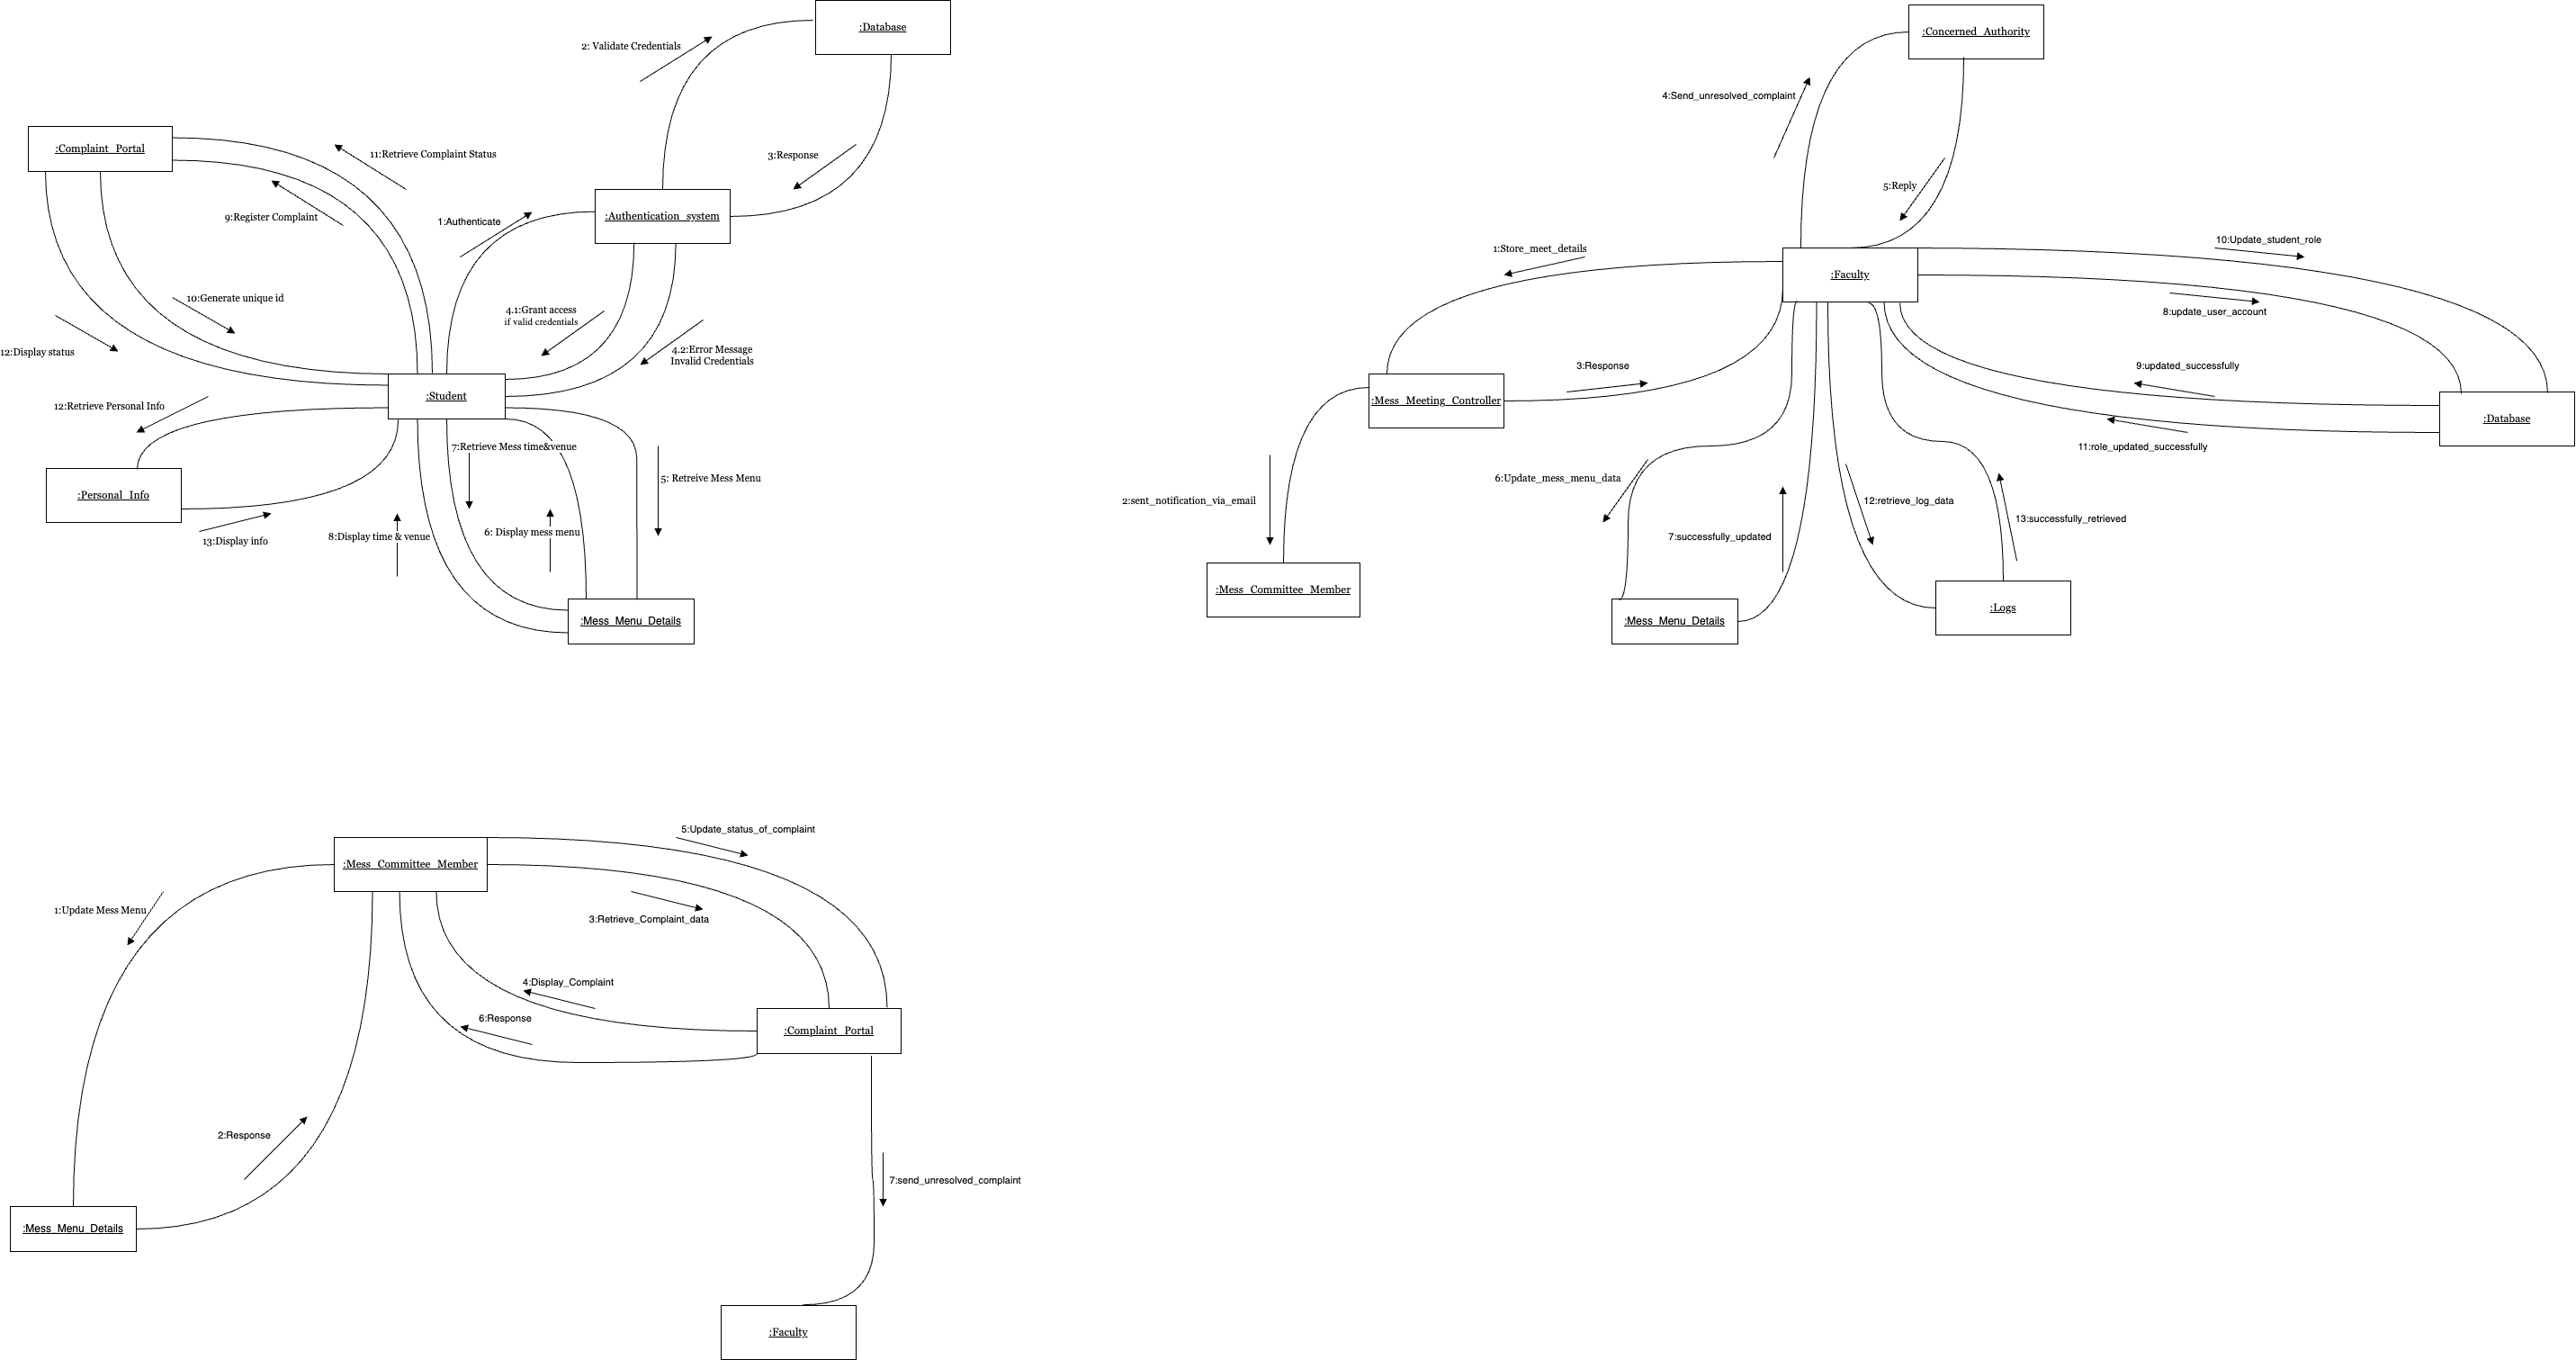 :Database
2: Validate Credentials
:Complaint_Portal
11:Retrieve Complaint Status
3:Response
9:Register Complaint
1:Authenticate
:Authentication_system
10:Generate unique id
4.1:Grant access
if valid credentials
12:Display status
4.2:Error Message
Invalid Credentials
:Student
12:Retrieve Personal Info
7:Retrieve Mess time&venue
5: Retreive Mess Menu
:Personal_Info
13:Display info
8:Display time & venue
6: Display mess menu
:Mess_Menu_Details
:Concerned_Authority
4:Send_unresolved_complaint
5:Reply
1:Store_meet_details
10:Update_student_role
:Faculty
8:update_user_account
3:Response
9:updated_successfully
:Mess_Meeting_Controller
:Database
11:role_updated_successfully
6:Update_mess_menu_data
2:sent_notification_via_email
12:retrieve_log_data
13:successfully_retrieved
7:successfully_updated
:Mess_Committee_Member
:Mess_Menu_Details
:Logs
5:Update_status_of_complaint
:Mess_Committee_Member
1:Update Mess Menu
3:Retrieve_Complaint_data
4:Display_Complaint
6:Response
:Complaint_Portal
2:Response
7:send_unresolved_complaint
:Mess_Menu_Details
:Faculty